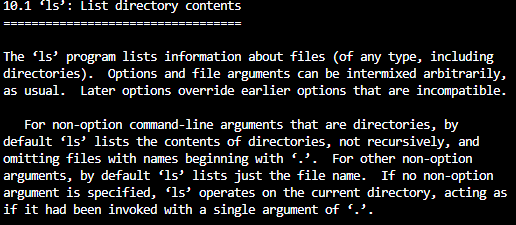 10.1 ‘ls’: List directory contents
==================================
The ‘ls’ program lists information about files (of any type, including
directories).  Options and file arguments can be intermixed arbitrarily,
as usual.  Later options override earlier options that are incompatible.
   For non-option command-line arguments that are directories, by
default ‘ls’ lists the contents of directories, not recursively, and
omitting files with names beginning with ‘.’.  For other non-option
arguments, by default ‘ls’ lists just the file name.  If no non-option
argument is specified, ‘ls’ operates on the current directory, acting as
if it had been invoked with a single argument of ‘.’.